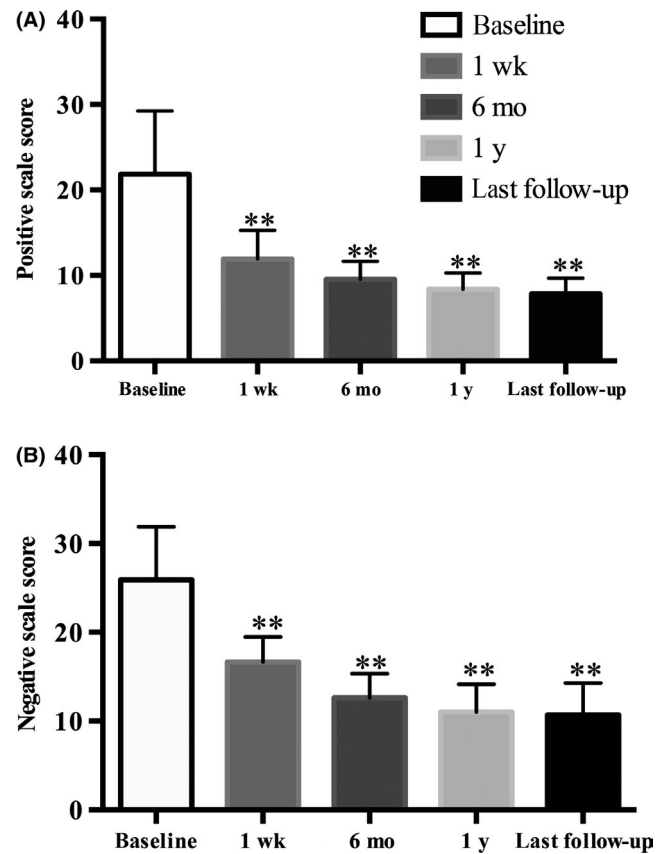 (A)
40
30
20
10
0
Positive scale score
Baseline
1 wk
6 mo
1 y
Last follow-up
**
**
**
**
Baseline 1 wk 6 mo 1 y Last follow-up
(B)
40
30
20
10
0
Negative scale score
**
**
**
**
Baseline 1 wk 6 mo 1 y Last follow-up